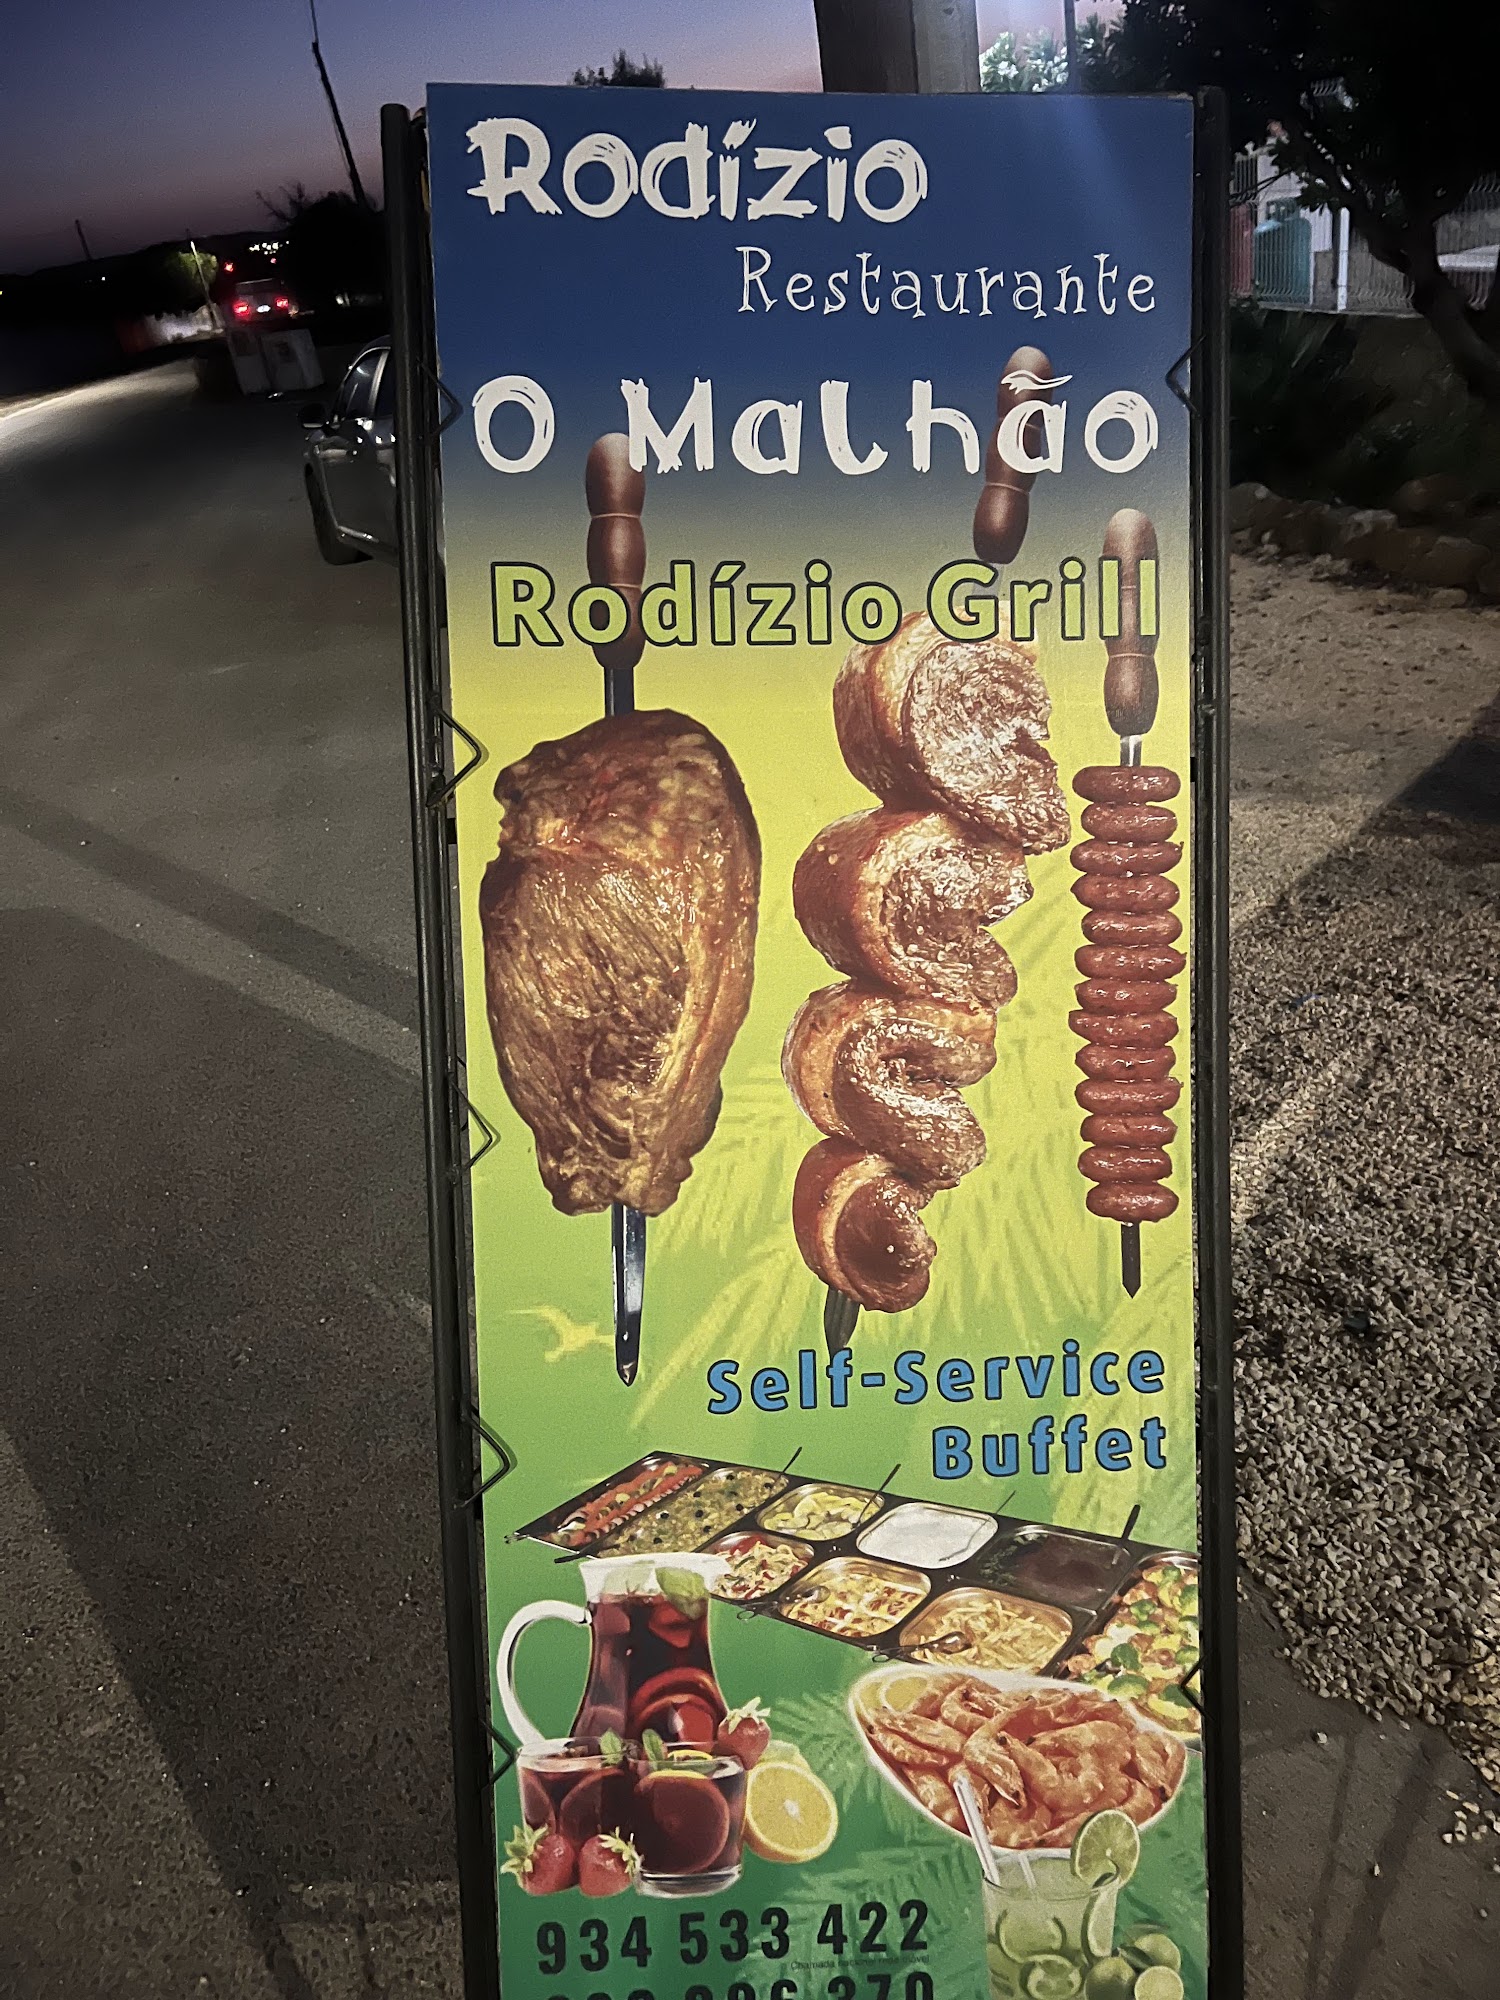 Rodízio
Restaurante
O Malhão
Rodízio Grill
Self-Service
Buffet
934 533 422